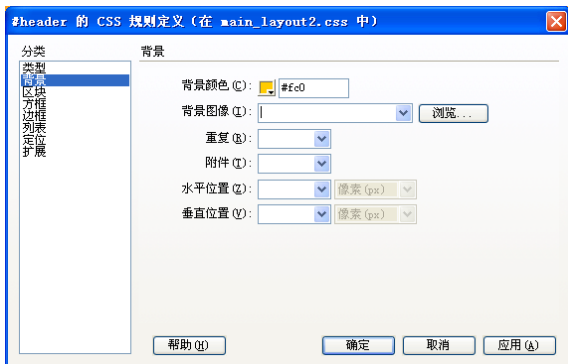 #header 的 CSS 规则定义（在 main_layout2.css 中）
分类
背景
类型
背景
区块
方框
边框
列表
定位
扩展
背景颜色(C): #fc0
背景图像(I): 浏览...
重复(R):
附件(T):
水平位置(Z): 像素(px)
垂直位置(V): 像素(px)
帮助(H) 确定 取消 应用(A)